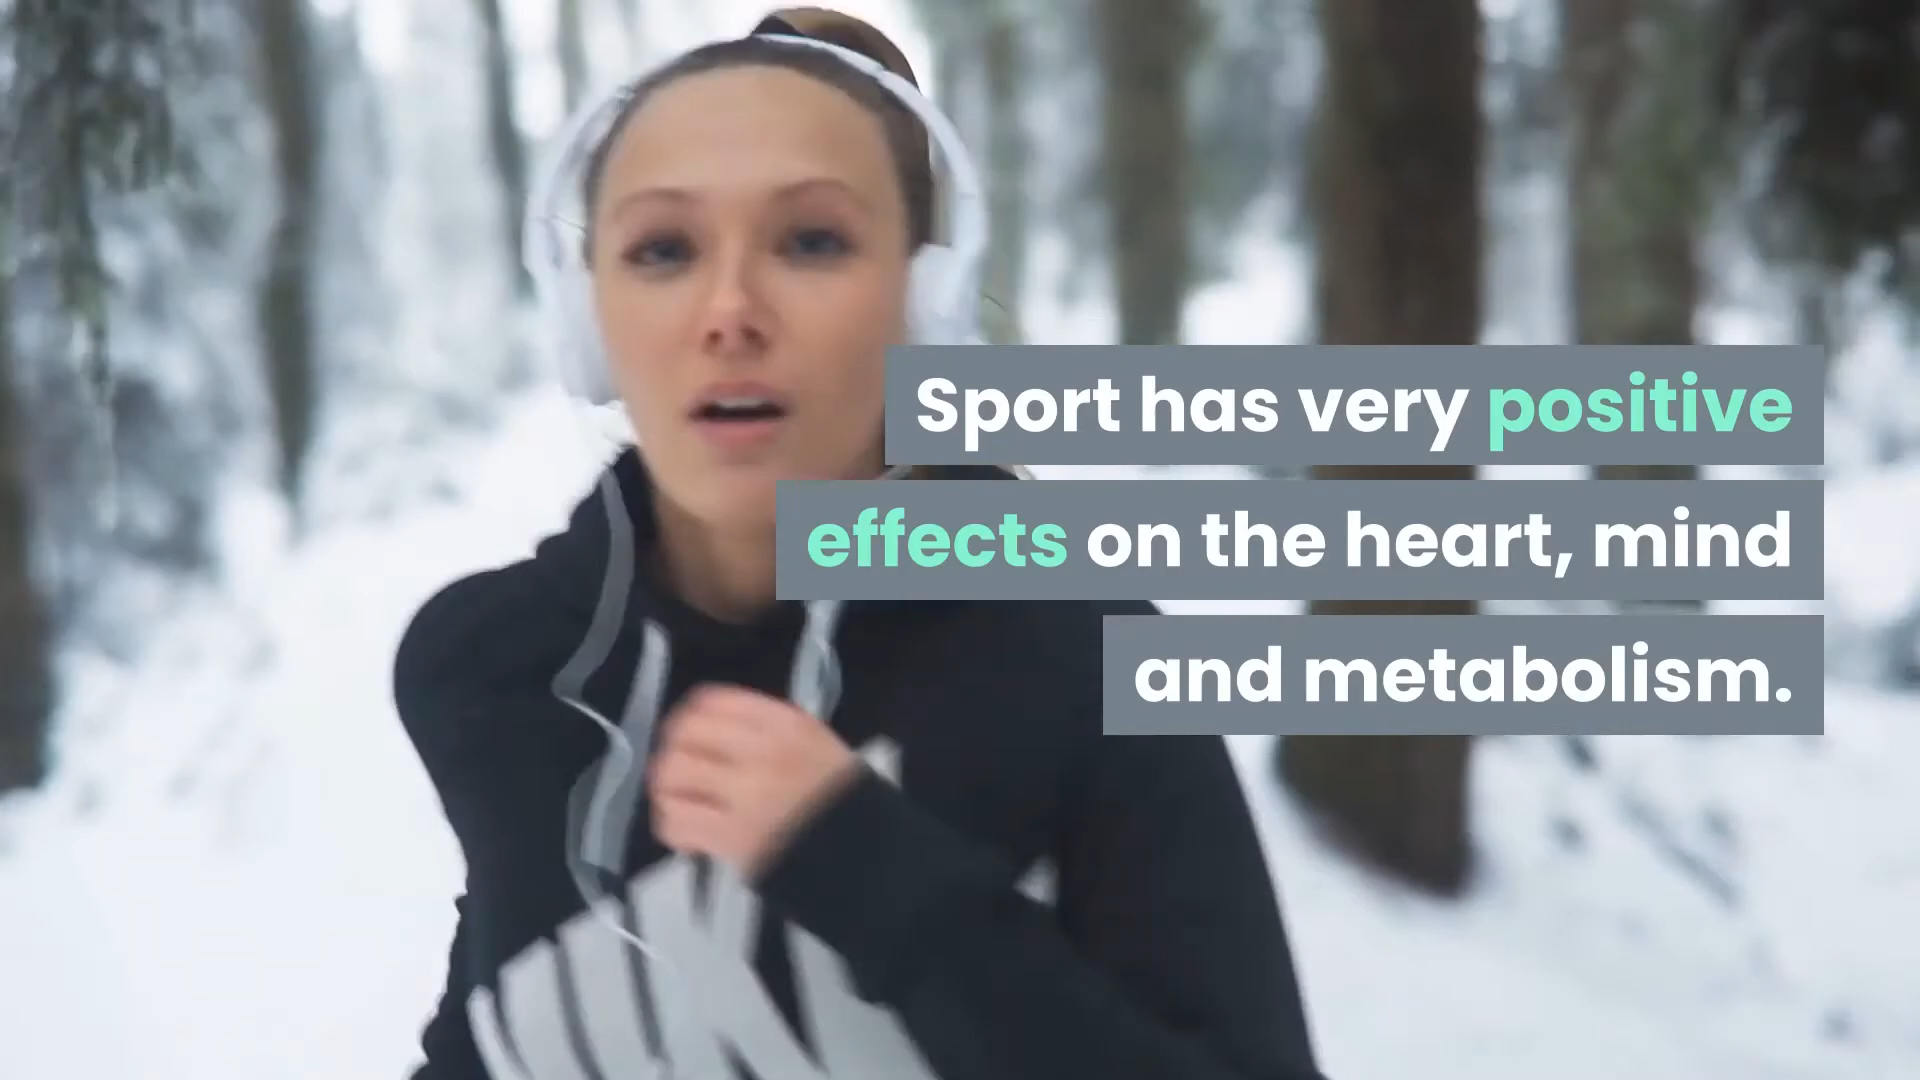 Sport has very positive
effects on the heart, mind
and metabolism.